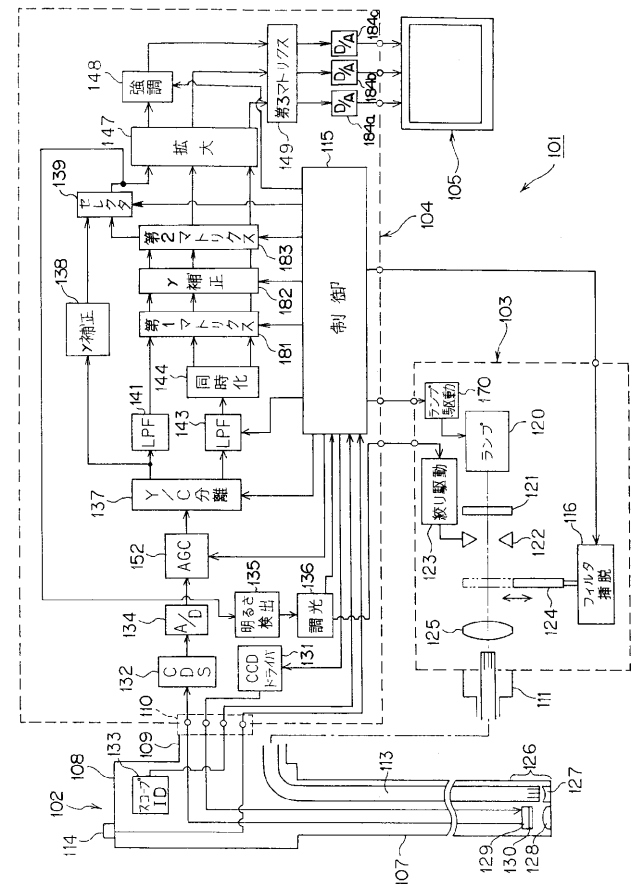 148
強調
147
拡大
139
セレクタ
138
γ補正
第2マトリクス
183
γ補正
182
第1マトリクス
181
144
同時化
141
LPF
143
LPF
137
Y/C分離
152
AGC
134
A/D
132
CDS
110
135
明るさ検出
136
調光
131
CCDドライバ
第3マトリクス
149
D/A
184a
D/A
184b
D/A
184c
115
制御
104
105
101
103
ランプ駆動
170
ランプ
120
絞り駆動
123
121
122
116
フィルタ挿脱
124
125
111
102
114
108
133
スコープID
109
113
107
126
127
128
129
130